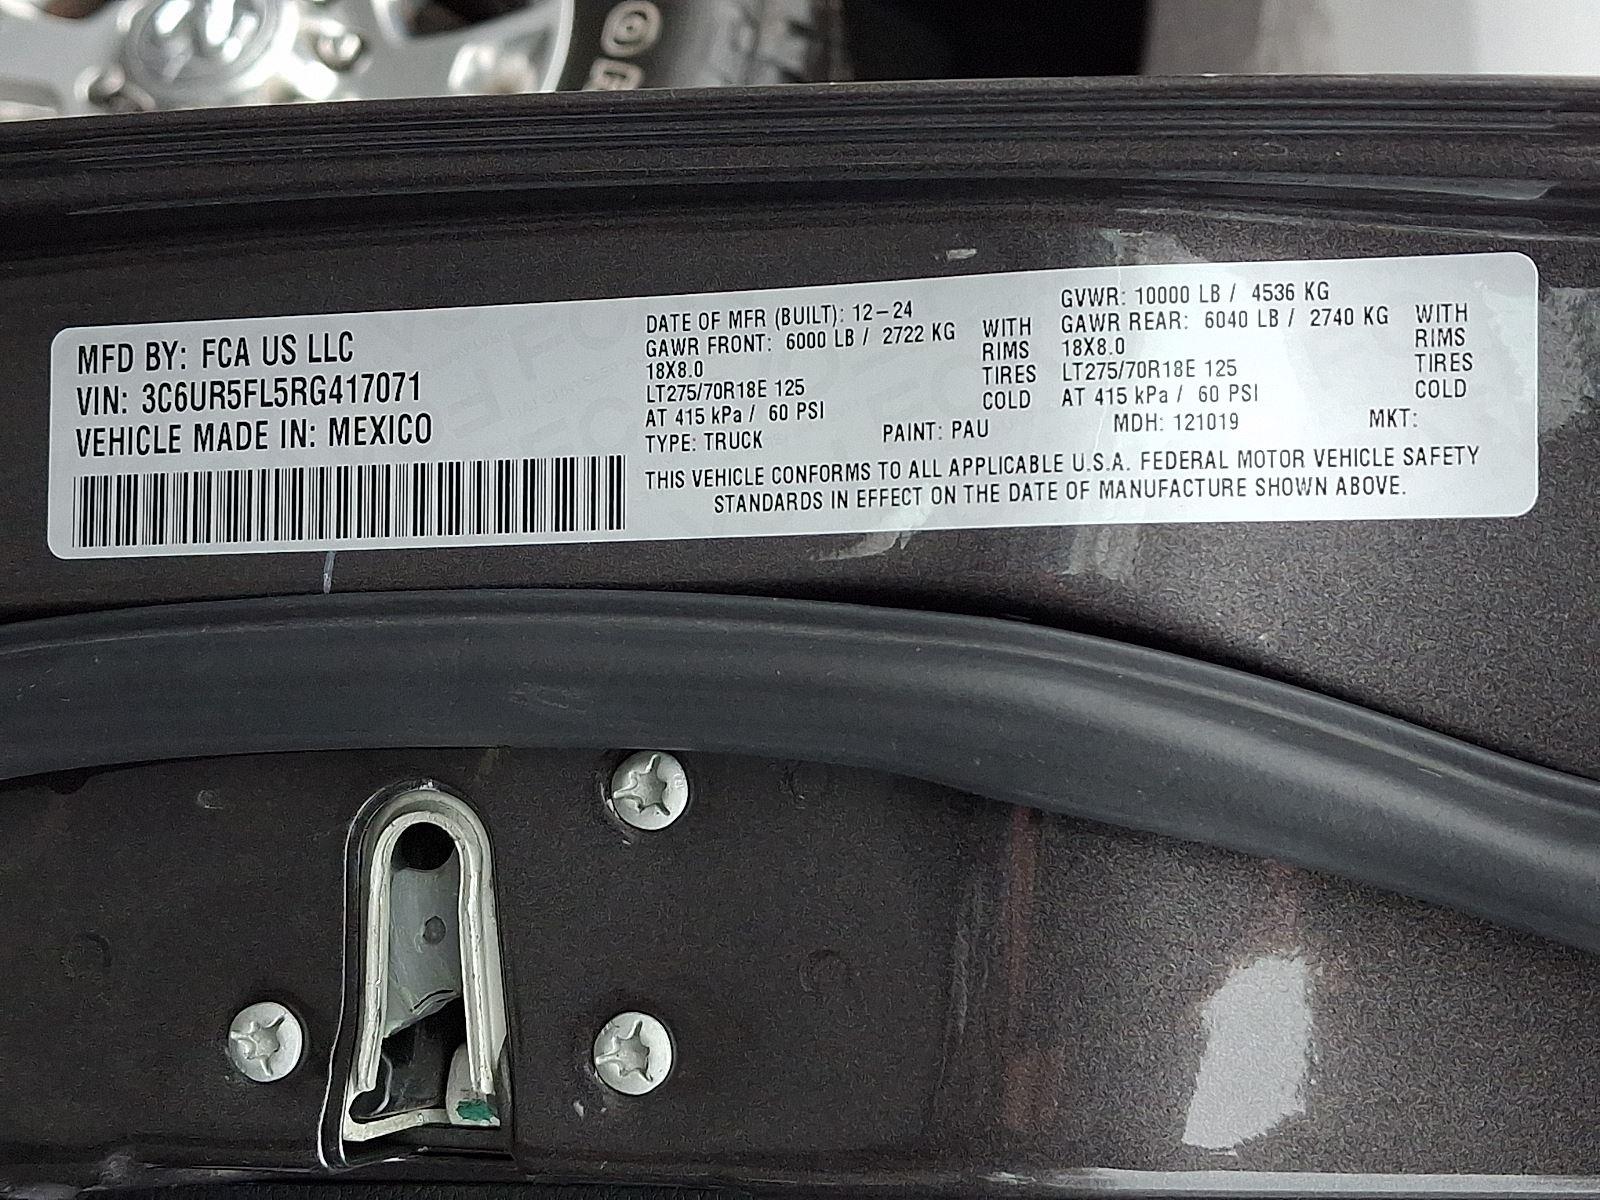 MFD BY: FCA US LLC
VIN: 3C6UR5FL5RG417071
VEHICLE MADE IN: MEXICO
DATE OF MFR (BUILT): 12-24
GAWR FRONT: 6000 LB / 2722 KG
18X8.0
LT275/70R18E 125
AT 415 kPa / 60 PSI
WITH
RIMS
TIRES
COLD
GVWR: 10000 LB / 4536 KG
GAWR REAR: 6040 LB / 2740 KG
18X8.0
LT275/70R18E 125
AT 415 kPa / 60 PSI
WITH
RIMS
TIRES
COLD
TYPE: TRUCK PAINT: PAU MDH: 121019 MKT:
THIS VEHICLE CONFORMS TO ALL APPLICABLE U.S.A. FEDERAL MOTOR VEHICLE SAFETY
STANDARDS IN EFFECT ON THE DATE OF MANUFACTURE SHOWN ABOVE.